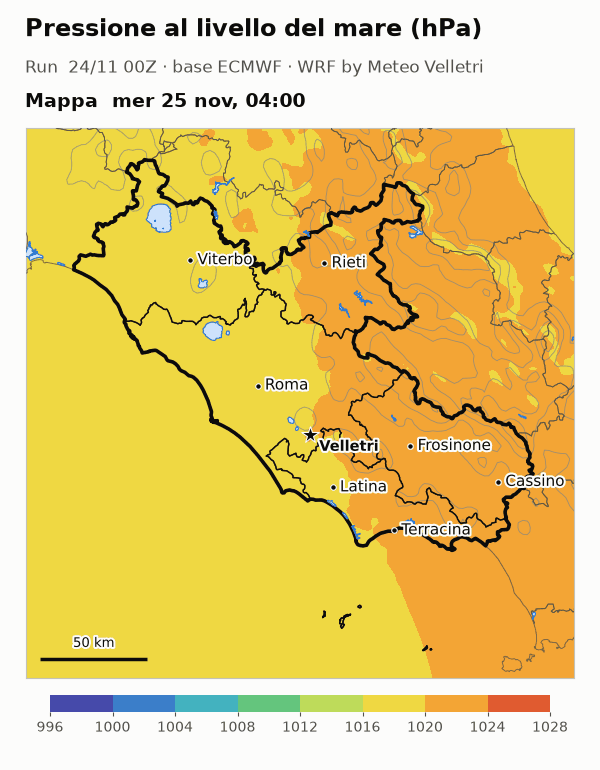 Pressione al livello del mare (hPa)
Run  24/11 00Z · base ECMWF · WRF by Meteo Velletri
Mappa  mer 25 nov, 04:00
Viterbo
Rieti
Roma
Velletri
Frosinone
Latina
Cassino
Terracina
50 km
996 1000 1004 1008 1012 1016 1020 1024 1028